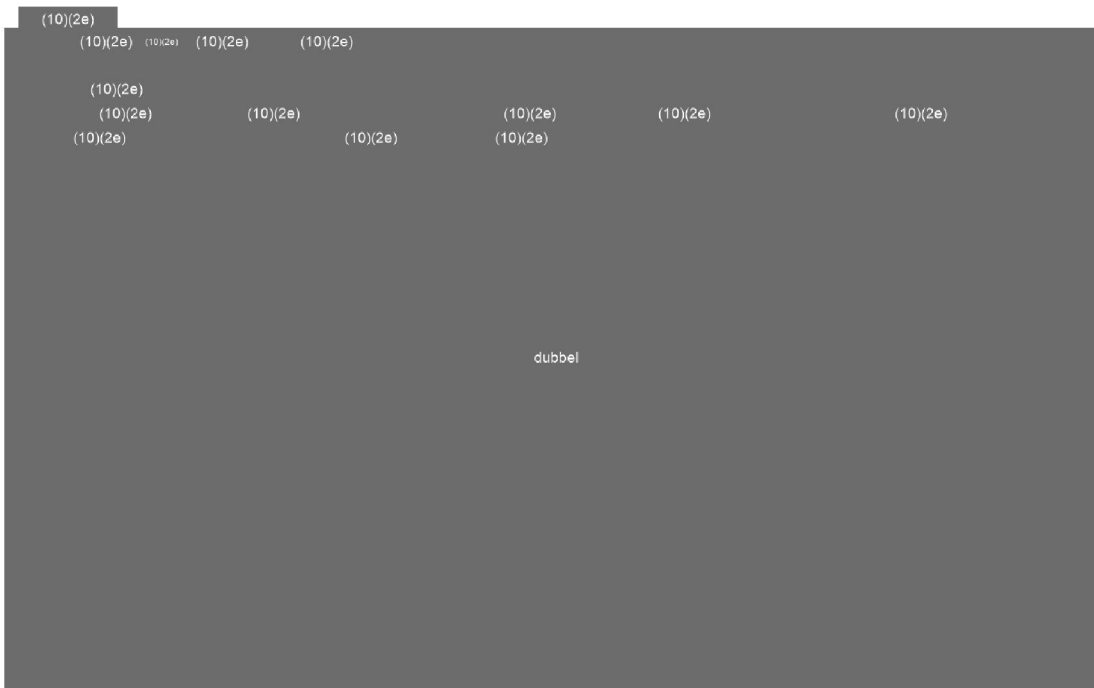 (10)(2e)
(10)(2e) (10)(2e) (10)(2e) (10)(2e)
(10)(2e)
(10)(2e) (10)(2e) (10)(2e) (10)(2e) (10)(2e)
(10)(2e) (10)(2e) (10)(2e)
dubbel